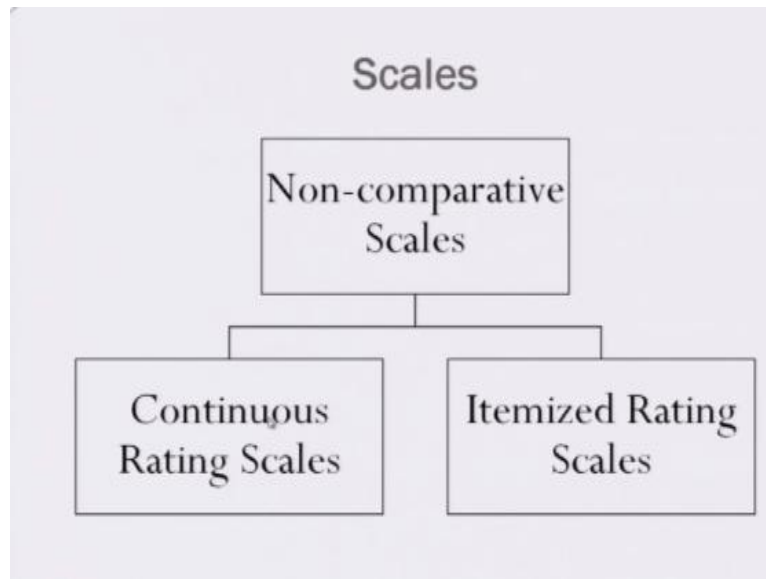 Scales
Non-comparative
Scales
Continuous
Rating Scales
Itemized Rating
Scales